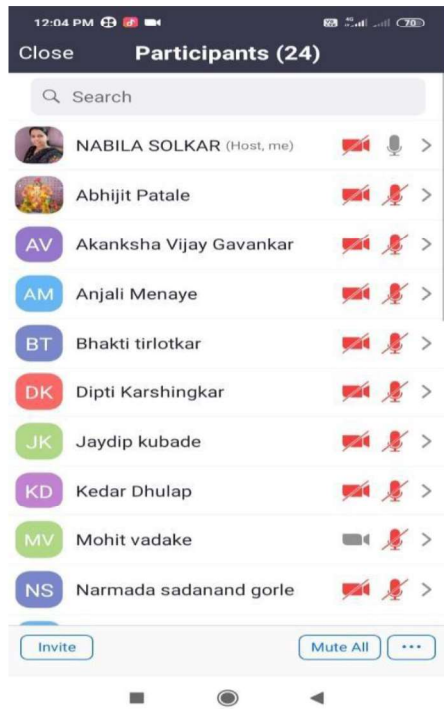 12:04 PM 4G 70
Close Participants (24)
Search
NABILA SOLKAR (Host, me)
Abhijit Patale
AV Akanksha Vijay Gavankar
AM Anjali Menaye
BT Bhakti tirlotkar
DK Dipti Karshingkar
JK Jaydip kubade
KD Kedar Dhulap
MV Mohit vadake
NS Narmada sadanand gorle
Invite Mute All ...